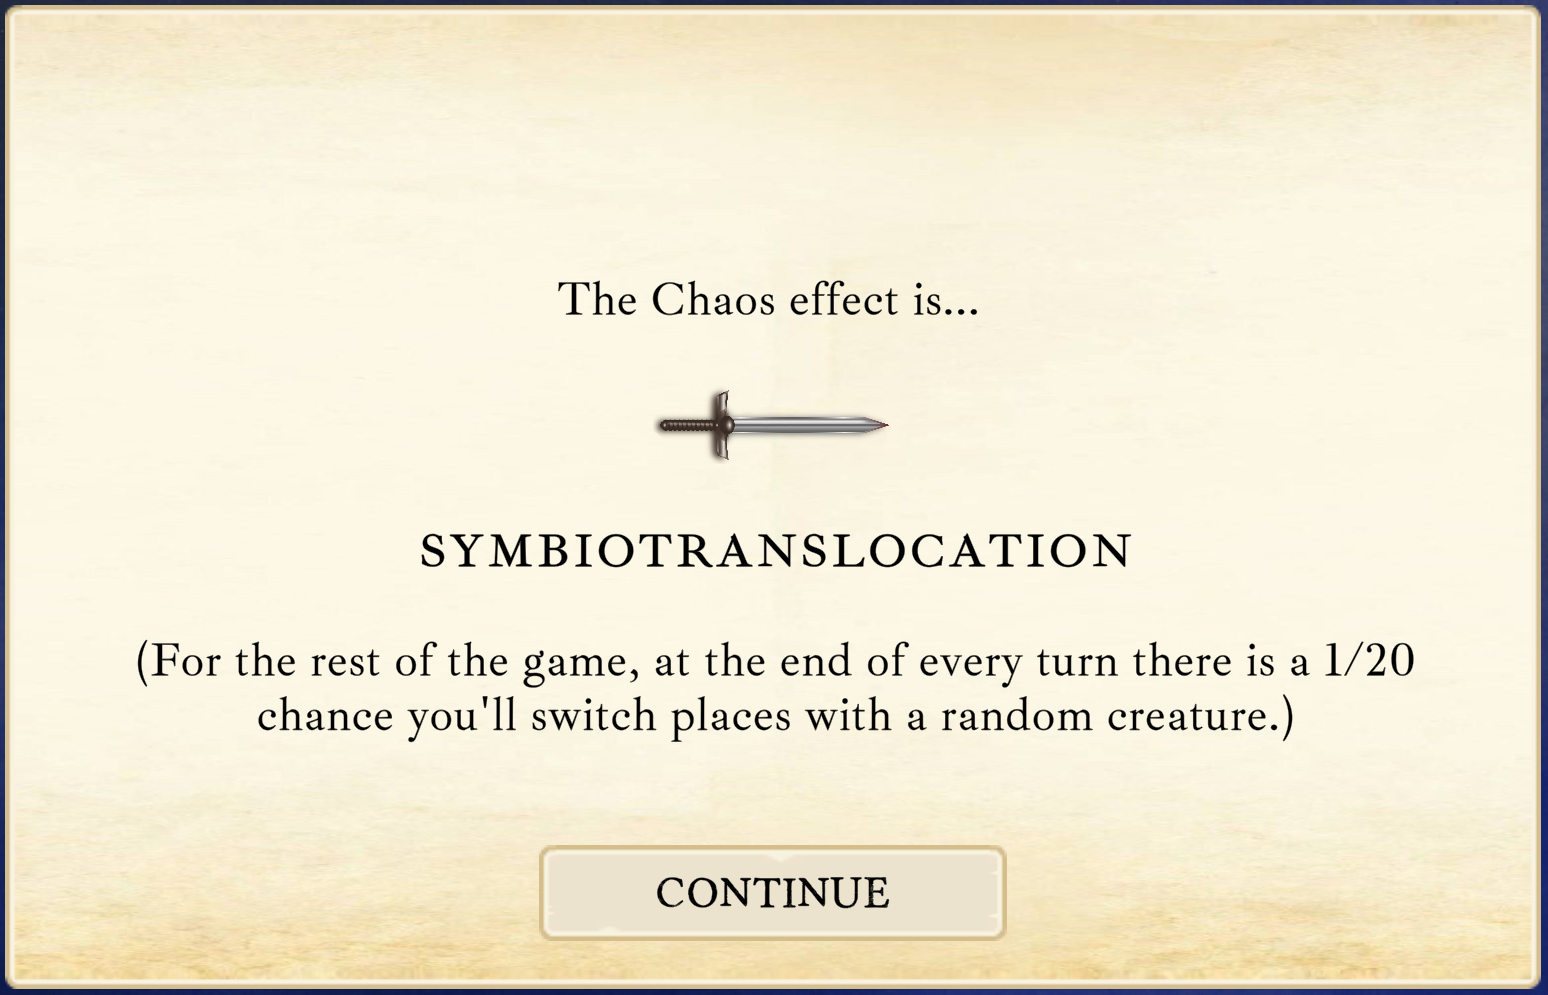 The Chaos effect is...
SYMBIOTRANSLOCATION
(For the rest of the game, at the end of every turn there is a 1/20
chance you'll switch places with a random creature.)
CONTINUE